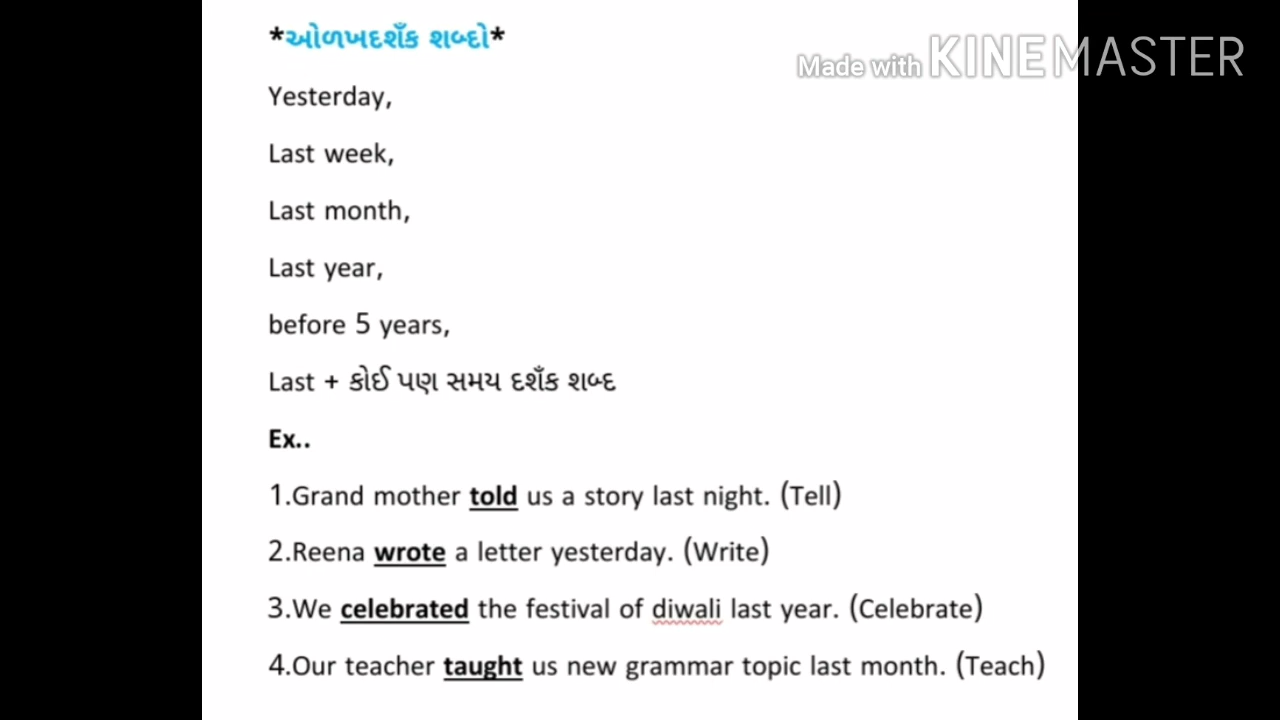 *ઓળખદર્શઁક શબ્દો*
Made with KINEMASTER
Yesterday,
Last week,
Last month,
Last year,
before 5 years,
Last + કોઈ પણ સમય દર્શઁક શબ્દ
Ex..
1.Grand mother told us a story last night. (Tell)
2.Reena wrote a letter yesterday. (Write)
3.We celebrated the festival of diwali last year. (Celebrate)
4.Our teacher taught us new grammar topic last month. (Teach)